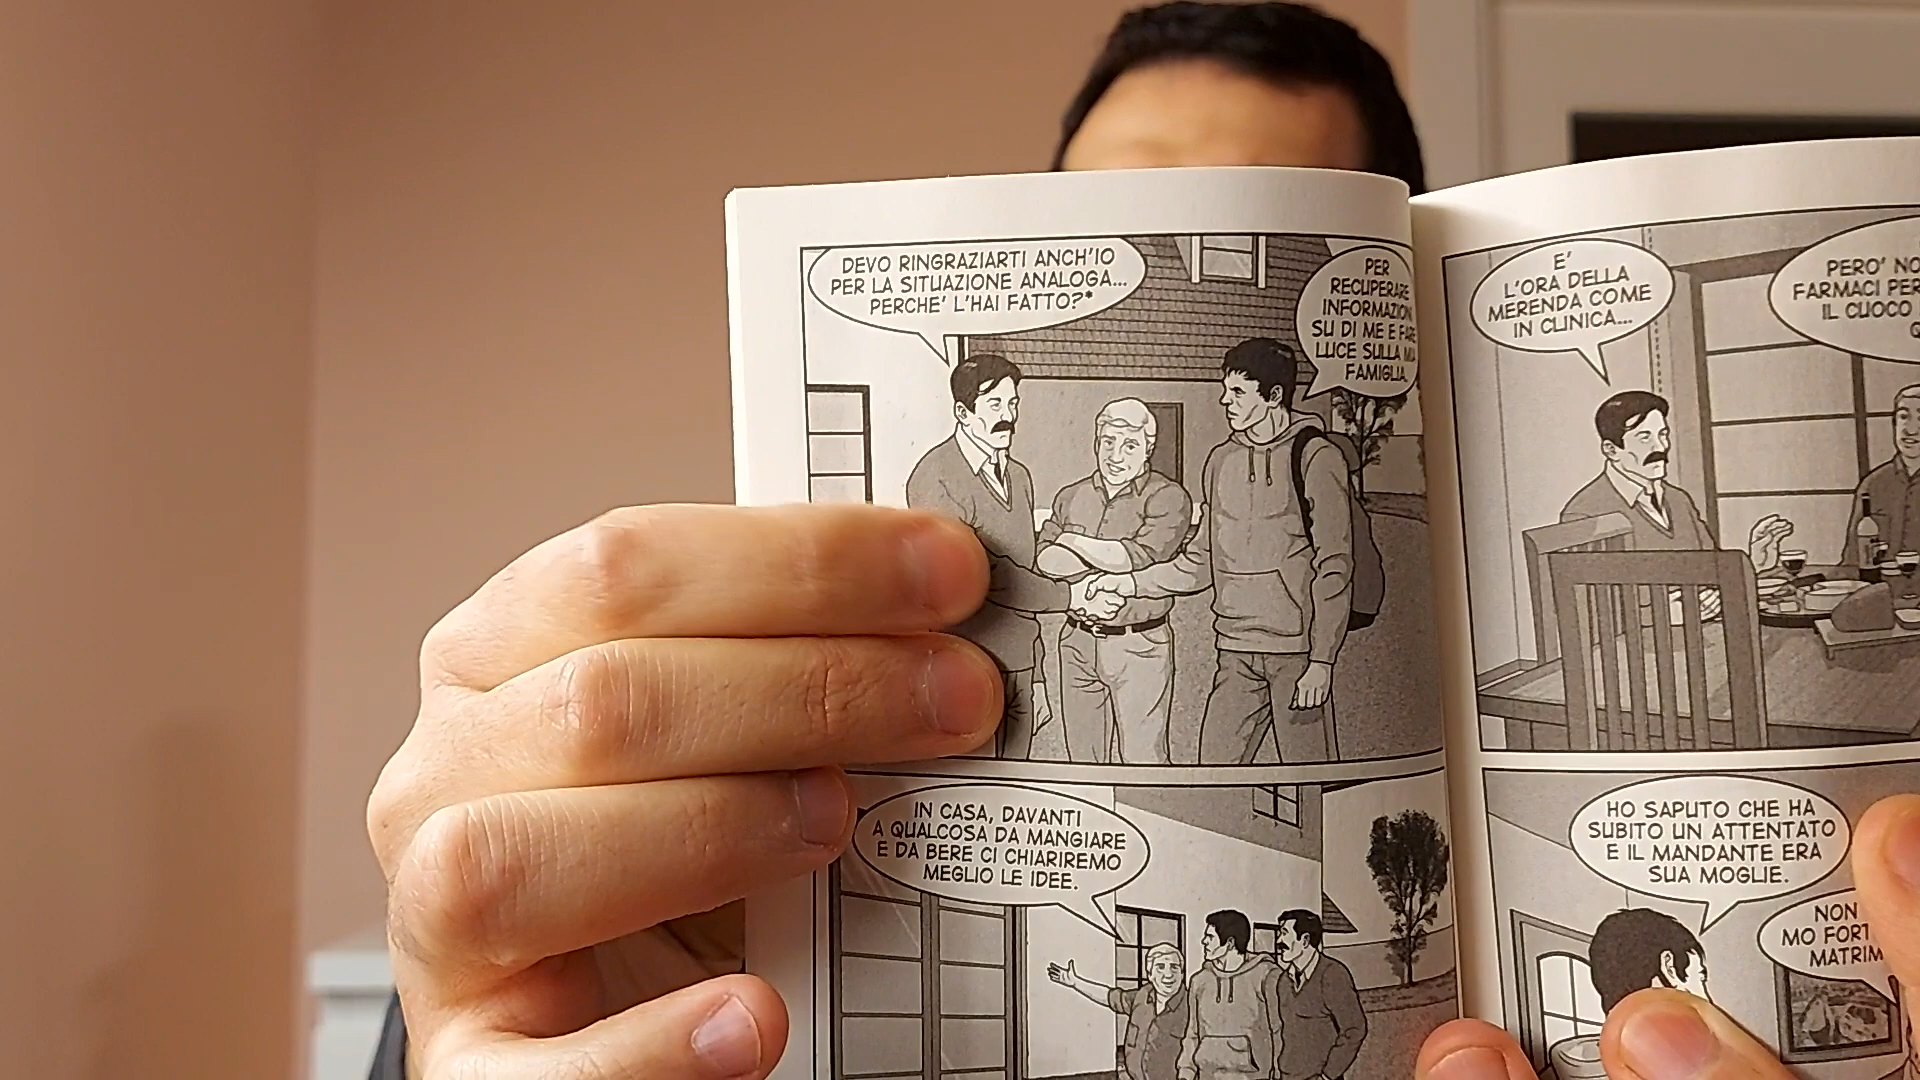 DEVO RINGRAZIARTI ANCH'IO
PER LA SITUAZIONE ANALOGA...
PERCHE' L'HAI FATTO?*
PER
RECUPERARE
INFORMAZIONI
SU DI ME E FARE
LUCE SULLA MIA
FAMIGLIA.
IN CASA, DAVANTI
A QUALCOSA DA MANGIARE
E DA BERE CI CHIARIREMO
MEGLIO LE IDEE.
E'
L'ORA DELLA
MERENDA COME
IN CLINICA...
PERO' NO
FARMACI PER
IL CUOCO
HO SAPUTO CHE HA
SUBITO UN ATTENTATO
E IL MANDANTE ERA
SUA MOGLIE.
NON
MO FORT
MATRIM